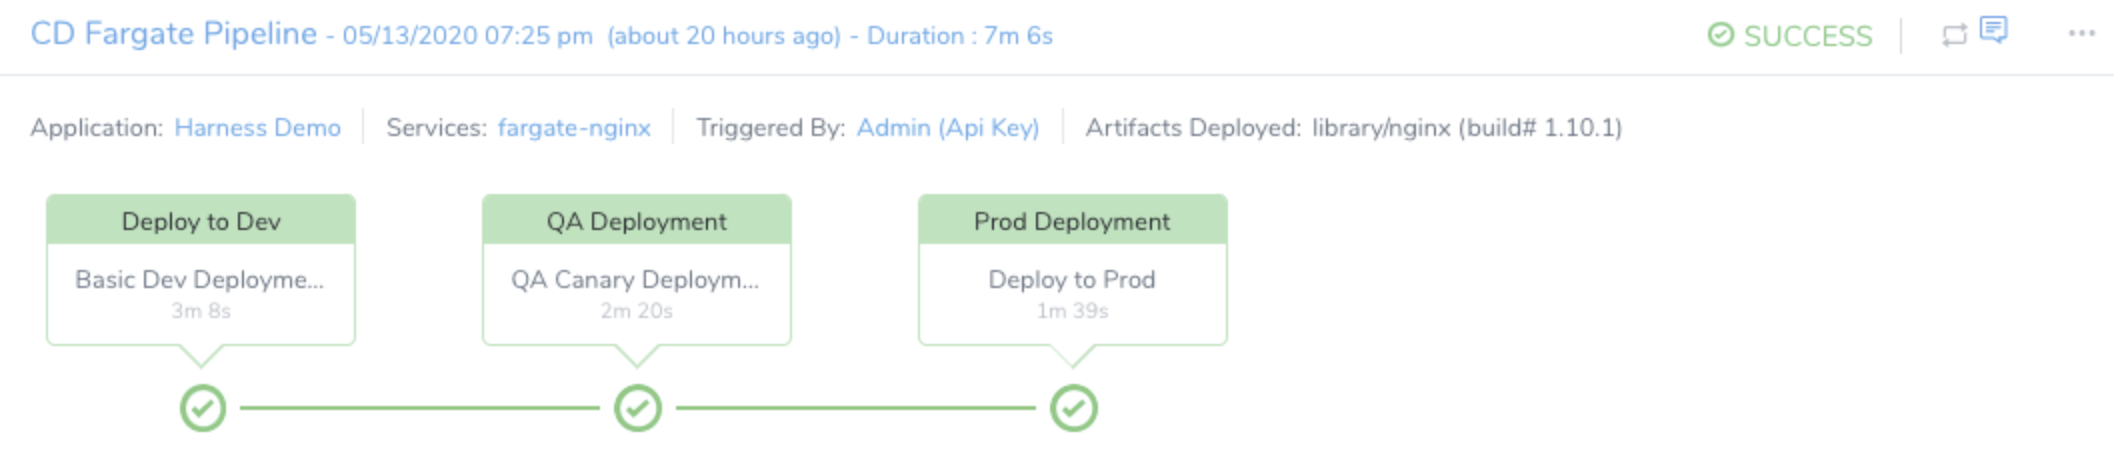 CD Fargate Pipeline - 05/13/2020 07:25 pm (about 20 hours ago) - Duration : 7m 6s
SUCCESS
Application: Harness Demo
Services: fargate-nginx
Triggered By: Admin (Api Key)
Artifacts Deployed: library/nginx (build# 1.10.1)
Deploy to Dev
Basic Dev Deployme...
3m 8s
QA Deployment
QA Canary Deploym...
2m 20s
Prod Deployment
Deploy to Prod
1m 39s